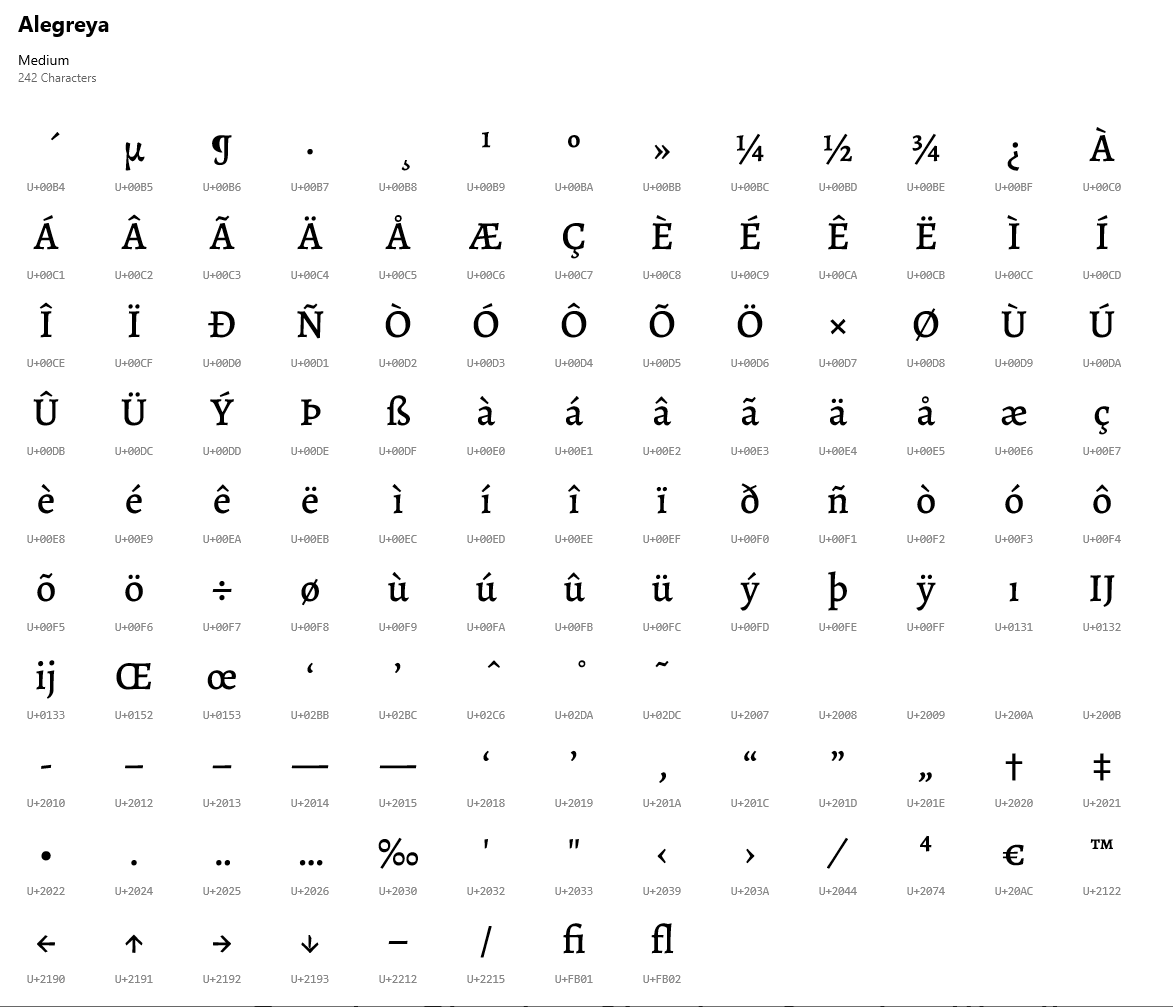 Alegreya
Medium
242 Characters
´ µ ¶ · ¸ ¹ º » ¼ ½ ¾ ¿ À
U+00B4 U+00B5 U+00B6 U+00B7 U+00B8 U+00B9 U+00BA U+00BB U+00BC U+00BD U+00BE U+00BF U+00C0
Á Â Ã Ä Å Æ Ç È É Ê Ë Ì Í
U+00C1 U+00C2 U+00C3 U+00C4 U+00C5 U+00C6 U+00C7 U+00C8 U+00C9 U+00CA U+00CB U+00CC U+00CD
Î Ï Ð Ñ Ò Ó Ô Õ Ö × Ø Ù Ú
U+00CE U+00CF U+00D0 U+00D1 U+00D2 U+00D3 U+00D4 U+00D5 U+00D6 U+00D7 U+00D8 U+00D9 U+00DA
Û Ü Ý Þ ß à á â ã ä å æ ç
U+00DB U+00DC U+00DD U+00DE U+00DF U+00E0 U+00E1 U+00E2 U+00E3 U+00E4 U+00E5 U+00E6 U+00E7
è é ê ë ì í î ï ð ñ ò ó ô
U+00E8 U+00E9 U+00EA U+00EB U+00EC U+00ED U+00EE U+00EF U+00F0 U+00F1 U+00F2 U+00F3 U+00F4
õ ö ÷ ø ù ú û ü ý þ ÿ ı Ĳ
U+00F5 U+00F6 U+00F7 U+00F8 U+00F9 U+00FA U+00FB U+00FC U+00FD U+00FE U+00FF U+0131 U+0132
ĳ Œ œ ʻ ʼ ˆ ˚ ˜
U+0133 U+0152 U+0153 U+02BB U+02BC U+02C6 U+02DA U+02DC U+2007 U+2008 U+2009 U+200A U+200B
‐ ‒ – — ― ‘ ’ ‚ “ ” „ † ‡
U+2010 U+2012 U+2013 U+2014 U+2015 U+2018 U+2019 U+201A U+201C U+201D U+201E U+2020 U+2021
• ․ ‥ … ‰ ′ ″ ‹ › ⁄ ⁴ € ™
U+2022 U+2024 U+2025 U+2026 U+2030 U+2032 U+2033 U+2039 U+203A U+2044 U+2074 U+20AC U+2122
← ↑ → ↓ − ∕ ﬁ ﬂ
U+2190 U+2191 U+2192 U+2193 U+2212 U+2215 U+FB01 U+FB02